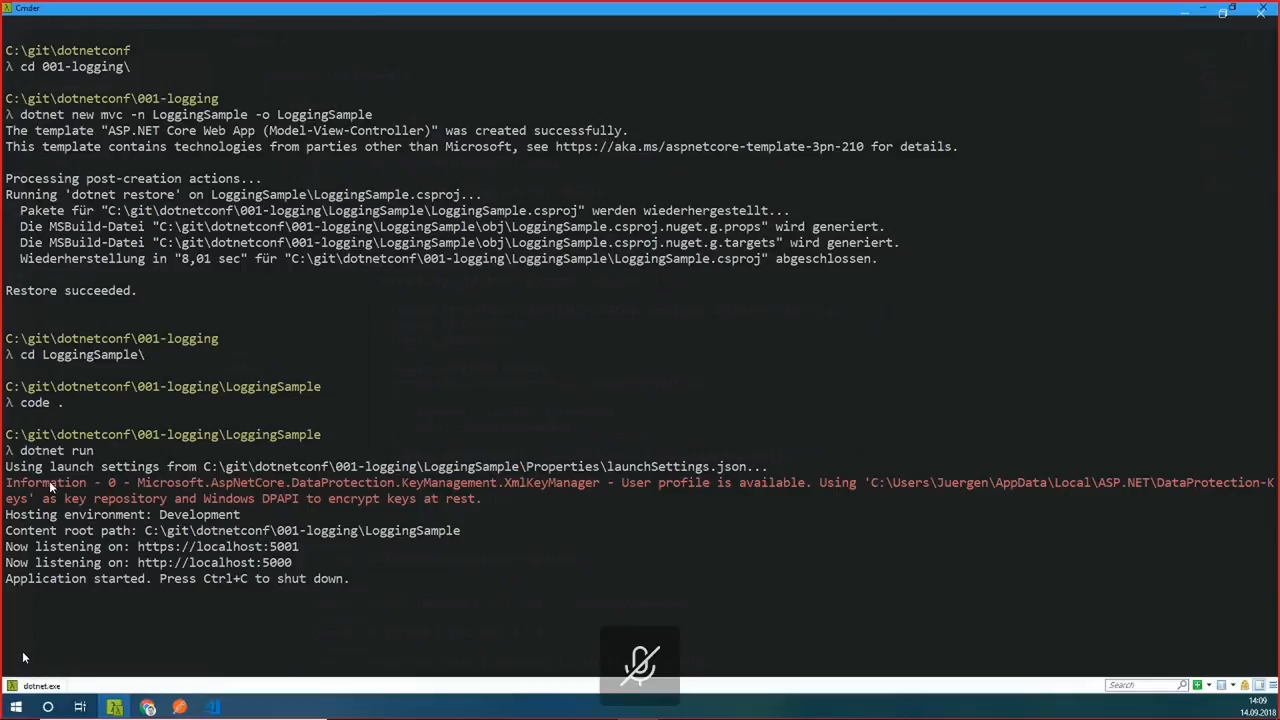 Cmder
C:\git\dotnetconf
λ cd 001-logging\
C:\git\dotnetconf\001-logging
λ dotnet new mvc -n LoggingSample -o LoggingSample
The template "ASP.NET Core Web App (Model-View-Controller)" was created successfully.
This template contains technologies from parties other than Microsoft, see https://aka.ms/aspnetcore-template-3pn-210 for details.
Processing post-creation actions...
Running 'dotnet restore' on LoggingSample\LoggingSample.csproj...
Pakete für "C:\git\dotnetconf\001-logging\LoggingSample\LoggingSample.csproj" werden wiederhergestellt...
Die MSBuild-Datei "C:\git\dotnetconf\001-logging\LoggingSample\obj\LoggingSample.csproj.nuget.g.props" wird generiert.
Die MSBuild-Datei "C:\git\dotnetconf\001-logging\LoggingSample\obj\LoggingSample.csproj.nuget.g.targets" wird generiert.
Wiederherstellung in "8,01 sec" für "C:\git\dotnetconf\001-logging\LoggingSample\LoggingSample.csproj" abgeschlossen.
Restore succeeded.
C:\git\dotnetconf\001-logging
λ cd LoggingSample\
C:\git\dotnetconf\001-logging\LoggingSample
λ code .
C:\git\dotnetconf\001-logging\LoggingSample
λ dotnet run
Using launch settings from C:\git\dotnetconf\001-logging\LoggingSample\Properties\launchSettings.json...
Information - 0 - Microsoft.AspNetCore.DataProtection.KeyManagement.XmlKeyManager - User profile is available. Using 'C:\Users\Juergen\AppData\Local\ASP.NET\DataProtection-K
eys' as key repository and Windows DPAPI to encrypt keys at rest.
Hosting environment: Development
Content root path: C:\git\dotnetconf\001-logging\LoggingSample
Now listening on: https://localhost:5001
Now listening on: http://localhost:5000
Application started. Press Ctrl+C to shut down.
dotnet.exe
Search
14:09
14.09.2018